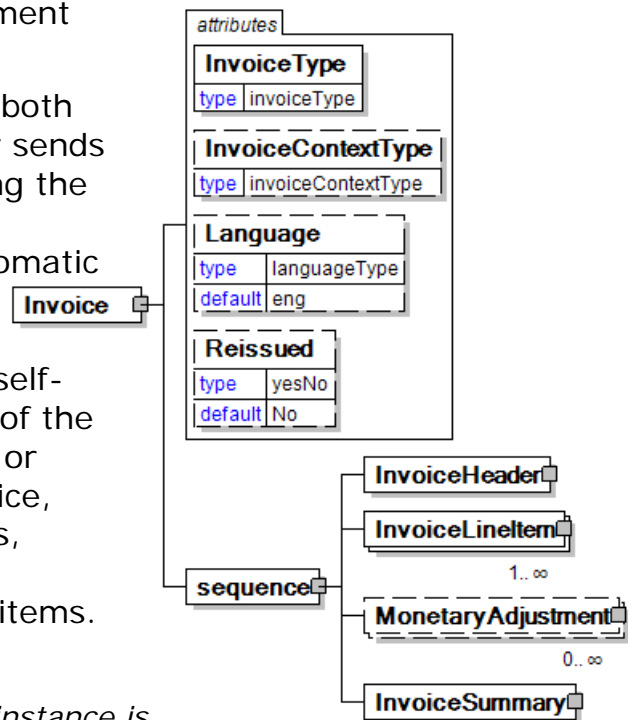 ment
both
sends
g the
omatic
self-
of the
or
ice,
s,
items.
instance is
attributes
InvoiceType
type invoiceType
InvoiceContextType
type invoiceContextType
Language
type languageType
default eng
Reissued
type yesNo
default No
Invoice
sequence
InvoiceHeader
InvoiceLineItem
1..∞
MonetaryAdjustment
0..∞
InvoiceSummary